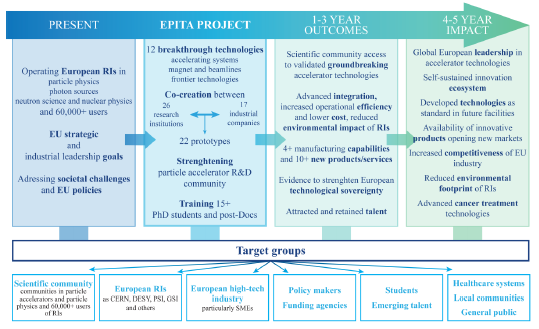 PRESENT
EPITA PROJECT
1-3 YEAR
OUTCOMES
4-5 YEAR
IMPACT
Operating European RIs in
particle physics
photon sources
neutron science and nuclear physics
and 60,000+ users
EU strategic
and
industrial leadership goals
Adressing societal challenges
and EU policies
12 breakthrough technologies
accelerating systems
magnet and beamlines
frontier technologies
Co-creation between
26
research
institutions
17
industrial
companies
22 prototypes
Strenghtening
particle accelerator R&D
community
Training 15+
PhD students and post-Docs
Scientific community access
to validated groundbreaking
accelerator technologies
Advanced integration,
increased operational efficiency
and lower cost, reduced
environmental impact of RIs
4+ manufacturing capabilities
and 10+ new products/services
Evidence to strenghten European
technological sovereignty
Attracted and retained talent
Global European leadership in
accelerator technologies
Self-sustained innovation
ecosystem
Developed technologies as
standard in future facilities
Availability of innovative
products opening new markets
Increased competitiveness of EU
industry
Reduced environmental
footprint of RIs
Advanced cancer treatment
technologies
Target groups
Scientific community
communities in particle
accelerators and particle
physics and 60,000+ users
of RIs
European RIs
as CERN, DESY, PSI, GSI
and others
European high-tech
industry
particularly SMEs
Policy makers
Funding agencies
Students
Emerging talent
Healthcare systems
Local communities
General public